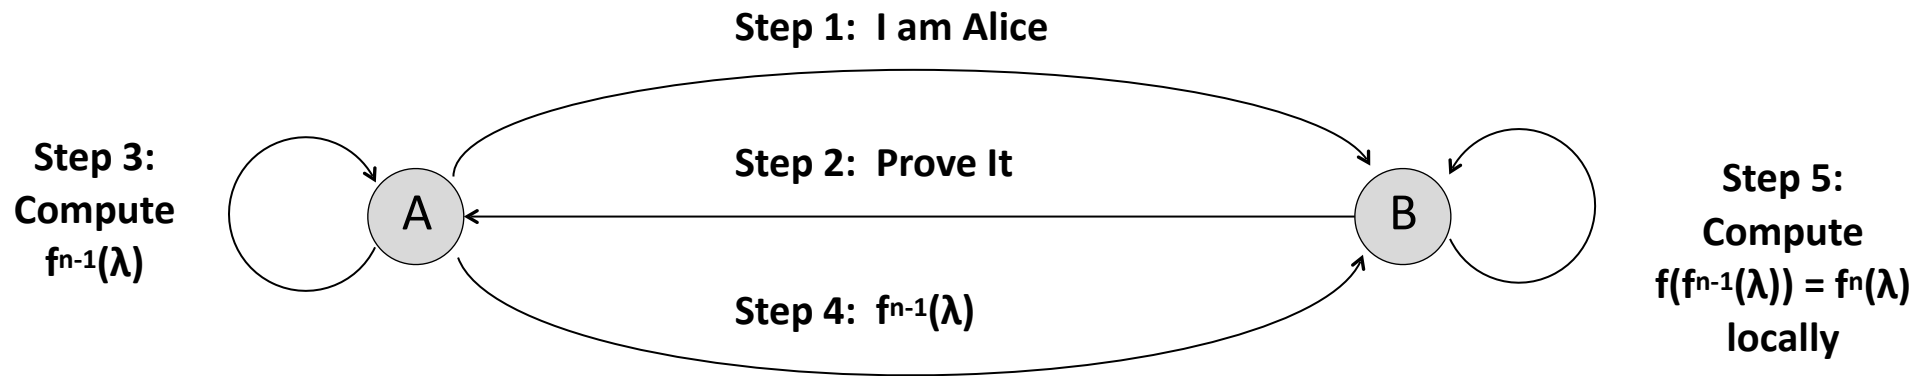 Step 1: I am Alice
Step 2: Prove It
Step 3:
Compute
fⁿ⁻¹(λ)
A
B
Step 4: fⁿ⁻¹(λ)
Step 5:
Compute
f(fⁿ⁻¹(λ)) = fⁿ(λ)
locally